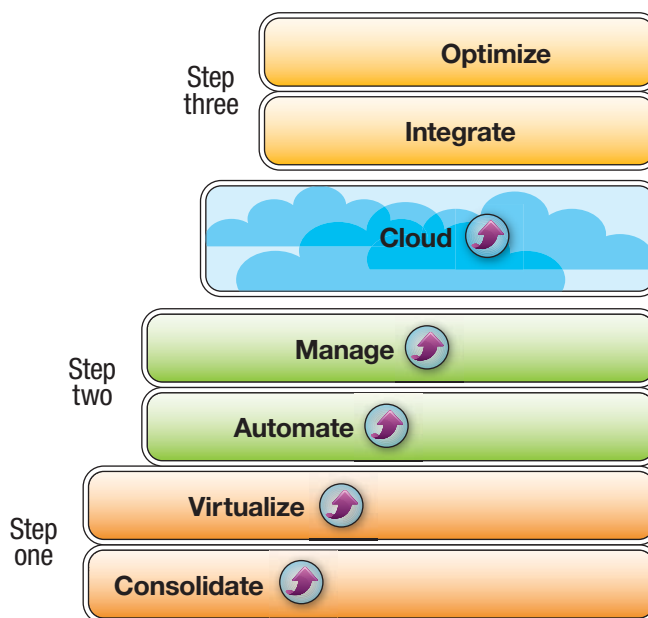 Optimize
Step
three
Integrate
Cloud
Manage
Step
two
Automate
Virtualize
Step
one
Consolidate